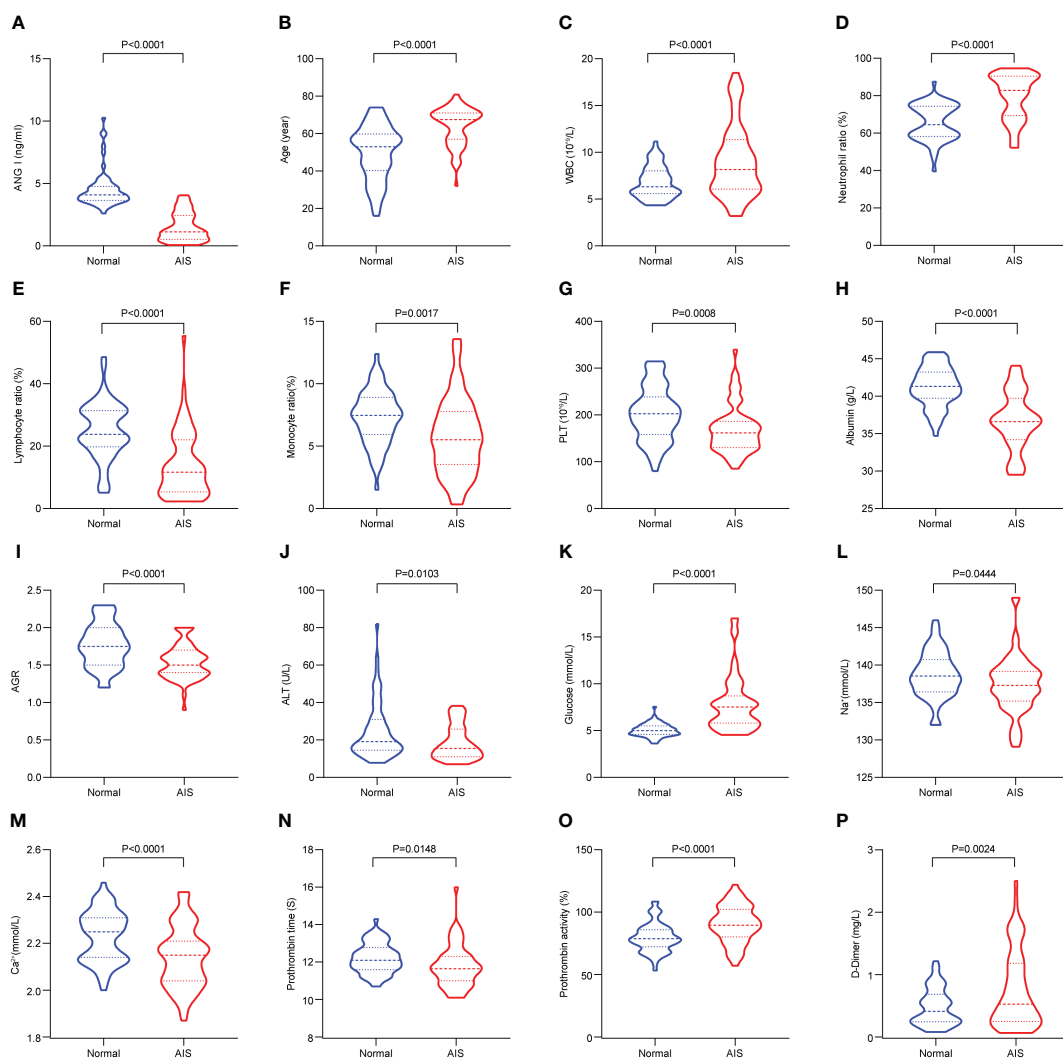 A
P<0.0001
ANG I (ng/ml)
15
10
5
0
Normal AIS
B
P<0.0001
Age (year)
100
80
60
40
20
0
Normal AIS
C
P<0.0001
WBC (10⁹/L)
20
15
10
5
0
Normal AIS
D
P<0.0001
Neutrophil ratio (%)
100
80
60
40
20
0
Normal AIS
E
P<0.0001
Lymphocyte ratio (%)
60
40
20
0
Normal AIS
F
P=0.0017
Monocyte ratio(%)
15
10
5
0
Normal AIS
G
P=0.0008
PLT (10⁹/L)
400
300
200
100
0
Normal AIS
H
P<0.0001
Albumin (g/L)
50
45
40
35
30
25
Normal AIS
I
P<0.0001
AGR
2.5
2.0
1.5
1.0
0.5
0.0
Normal AIS
J
P=0.0103
ALT (U/L)
100
80
60
40
20
0
Normal AIS
K
P<0.0001
Glucose (mmol/L)
20
15
10
5
0
Normal AIS
L
P=0.0444
Na⁺(mmol/L)
150
145
140
135
130
125
Normal AIS
M
P<0.0001
Ca²⁺(mmol/L)
2.6
2.4
2.2
2.0
1.8
Normal AIS
N
P=0.0148
Prothrombin time (S)
18
16
14
12
10
8
Normal AIS
O
P<0.0001
Prothrombin activity (%)
150
100
50
0
Normal AIS
P
P=0.0024
D-Dimer (mg/L)
3
2
1
0
Normal AIS